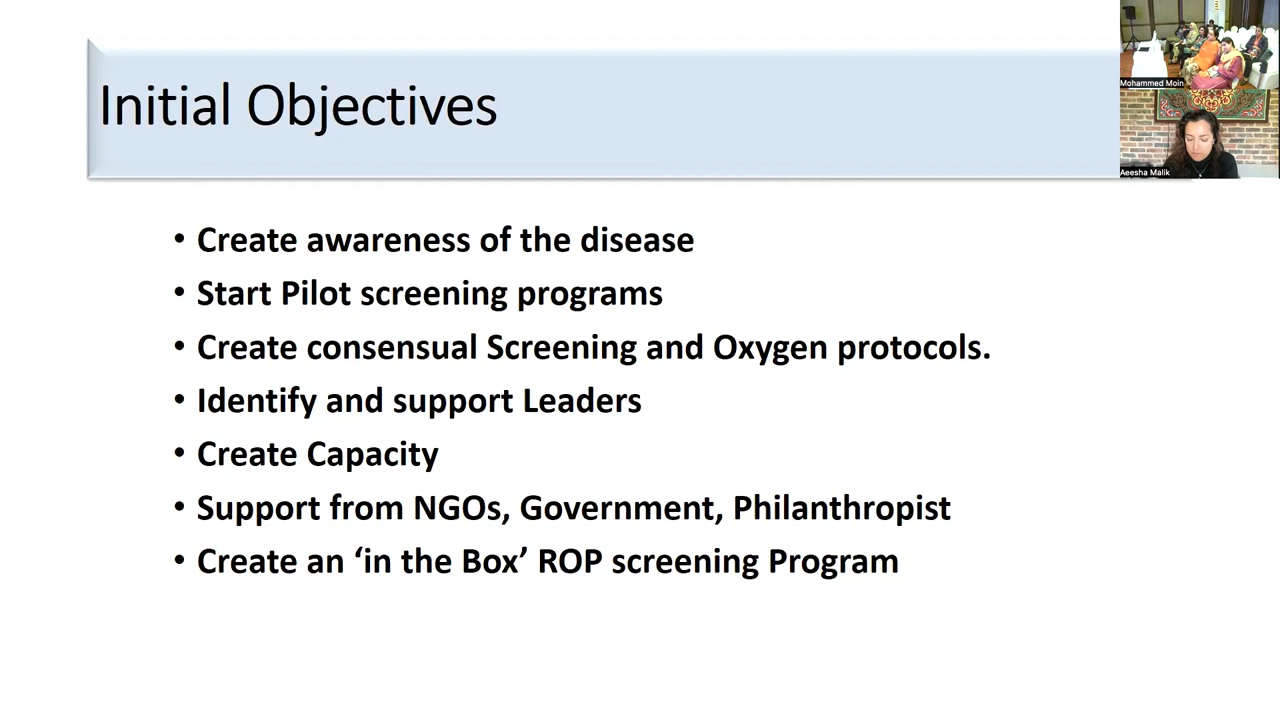 Initial Objectives
Mohammed Moin
Aeesha Malik
• Create awareness of the disease
• Start Pilot screening programs
• Create consensual Screening and Oxygen protocols.
• Identify and support Leaders
• Create Capacity
• Support from NGOs, Government, Philanthropist
• Create an ‘in the Box’ ROP screening Program